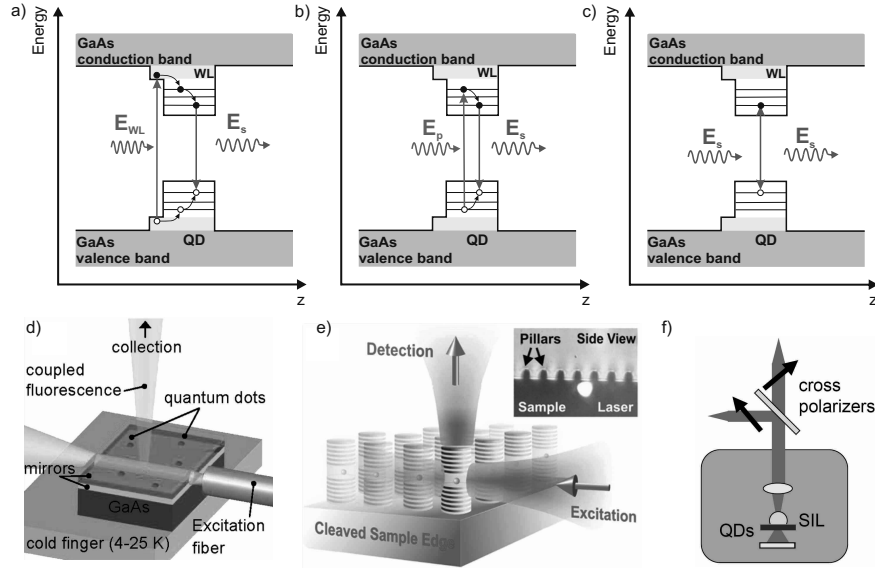 a)
Energy
GaAs
conduction band
WL
E_WL
E_s
QD
GaAs
valence band
z
b)
Energy
GaAs
conduction band
WL
E_p
E_s
QD
GaAs
valence band
z
c)
Energy
GaAs
conduction band
WL
E_s
E_s
QD
GaAs
valence band
z
d)
collection
coupled
fluorescence
quantum dots
mirrors
GaAs
Excitation
fiber
cold finger (4-25 K)
e)
Detection
Pillars
Side View
Sample
Laser
Excitation
Cleaved Sample Edge
f)
cross
polarizers
SIL
QDs